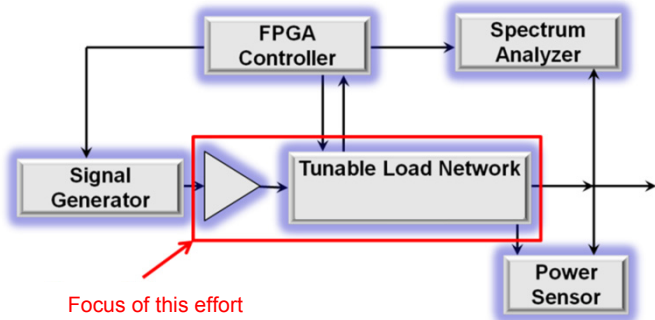 FPGA
Controller
Spectrum
Analyzer
Signal
Generator
Tunable Load Network
Power
Sensor
Focus of this effort